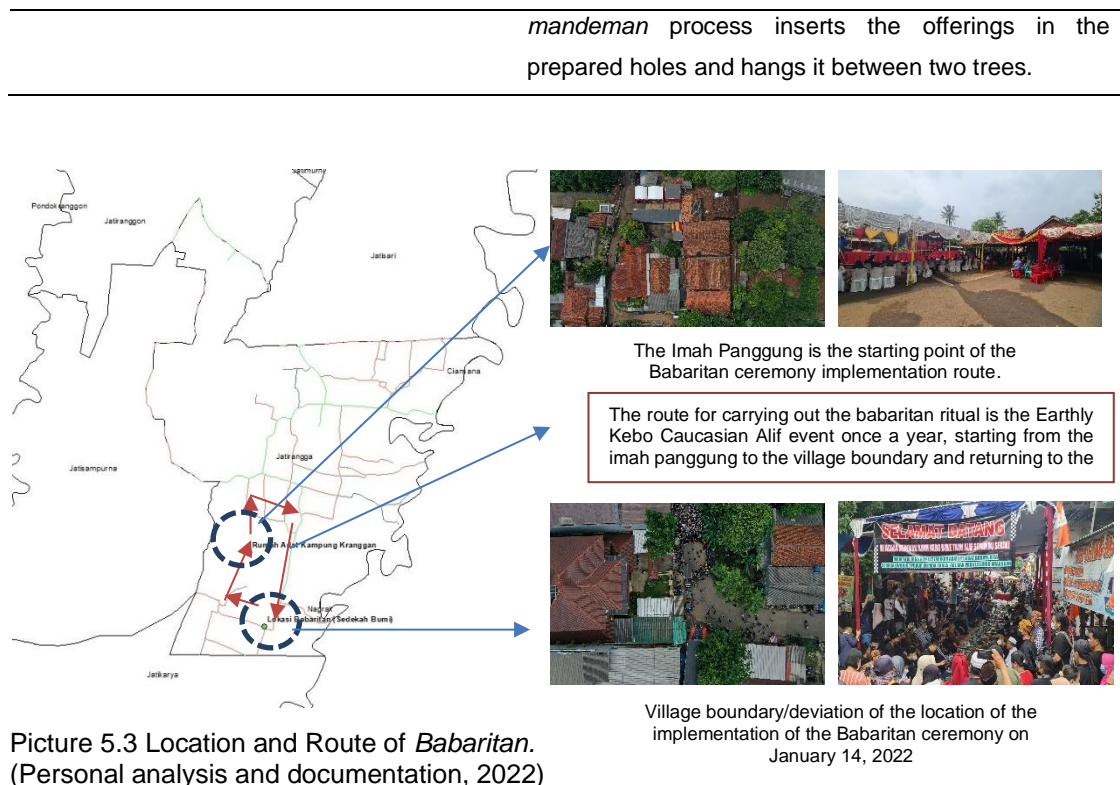 mandeman process inserts the offerings in the
prepared holes and hangs it between two trees.
Pondokranggon
Jatiranggon
Jatisari
Ciangsana
Jatirangga
Jatisampurna
Rumah Adat Kampung Kranggan
Nagrak
Lokasi Babaritan (Sedekah Bumi)
Jatikarya
The Imah Panggung is the starting point of the
Babaritan ceremony implementation route.
The route for carrying out the babaritan ritual is the Earthly
Kebo Caucasian Alif event once a year, starting from the
imah panggung to the village boundary and returning to the
SELAMAT DATANG
Village boundary/deviation of the location of the
implementation of the Babaritan ceremony on
January 14, 2022
Picture 5.3 Location and Route of Babaritan.
(Personal analysis and documentation, 2022)